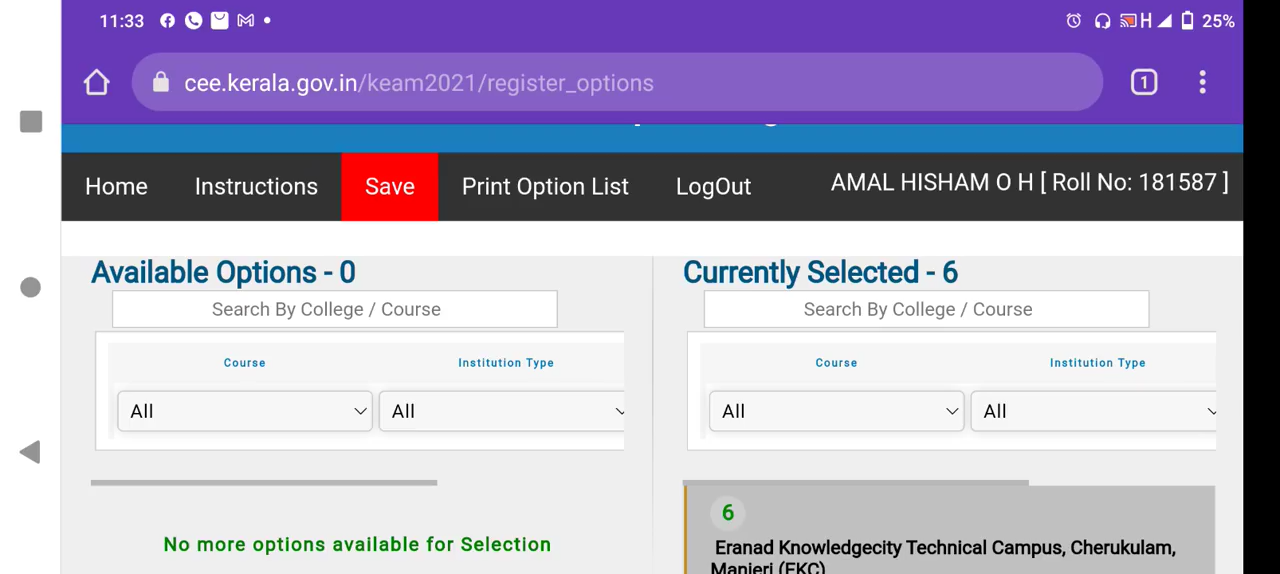 11:33 H 25%
cee.kerala.gov.in/keam2021/register_options 1
Home Instructions Save Print Option List LogOut AMAL HISHAM O H [ Roll No: 181587 ]
Available Options - 0
Search By College / Course
Course Institution Type
All All
No more options available for Selection
Currently Selected - 6
Search By College / Course
Course Institution Type
All All
6
Eranad Knowledgecity Technical Campus, Cherukulam,
Manjeri (EKC)